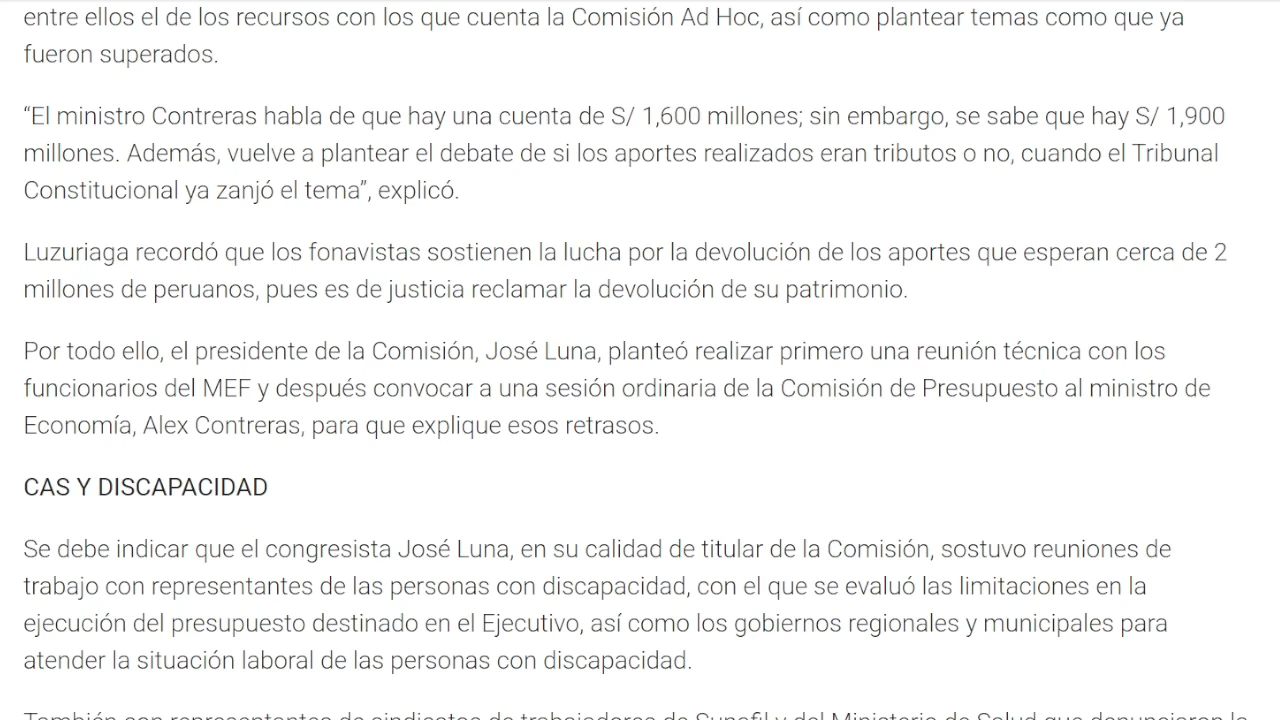 entre ellos el de los recursos con los que cuenta la Comisión Ad Hoc, así como plantear temas como que ya
fueron superados.
“El ministro Contreras habla de que hay una cuenta de S/ 1,600 millones; sin embargo, se sabe que hay S/ 1,900
millones. Además, vuelve a plantear el debate de si los aportes realizados eran tributos o no, cuando el Tribunal
Constitucional ya zanjó el tema”, explicó.
Luzuriaga recordó que los fonavistas sostienen la lucha por la devolución de los aportes que esperan cerca de 2
millones de peruanos, pues es de justicia reclamar la devolución de su patrimonio.
Por todo ello, el presidente de la Comisión, José Luna, planteó realizar primero una reunión técnica con los
funcionarios del MEF y después convocar a una sesión ordinaria de la Comisión de Presupuesto al ministro de
Economía, Alex Contreras, para que explique esos retrasos.
CAS Y DISCAPACIDAD
Se debe indicar que el congresista José Luna, en su calidad de titular de la Comisión, sostuvo reuniones de
trabajo con representantes de las personas con discapacidad, con el que se evaluó las limitaciones en la
ejecución del presupuesto destinado en el Ejecutivo, así como los gobiernos regionales y municipales para
atender la situación laboral de las personas con discapacidad.
También con representantes de sindicatos de trabajadores de Sunafil y del Ministerio de Salud que denunciaron la